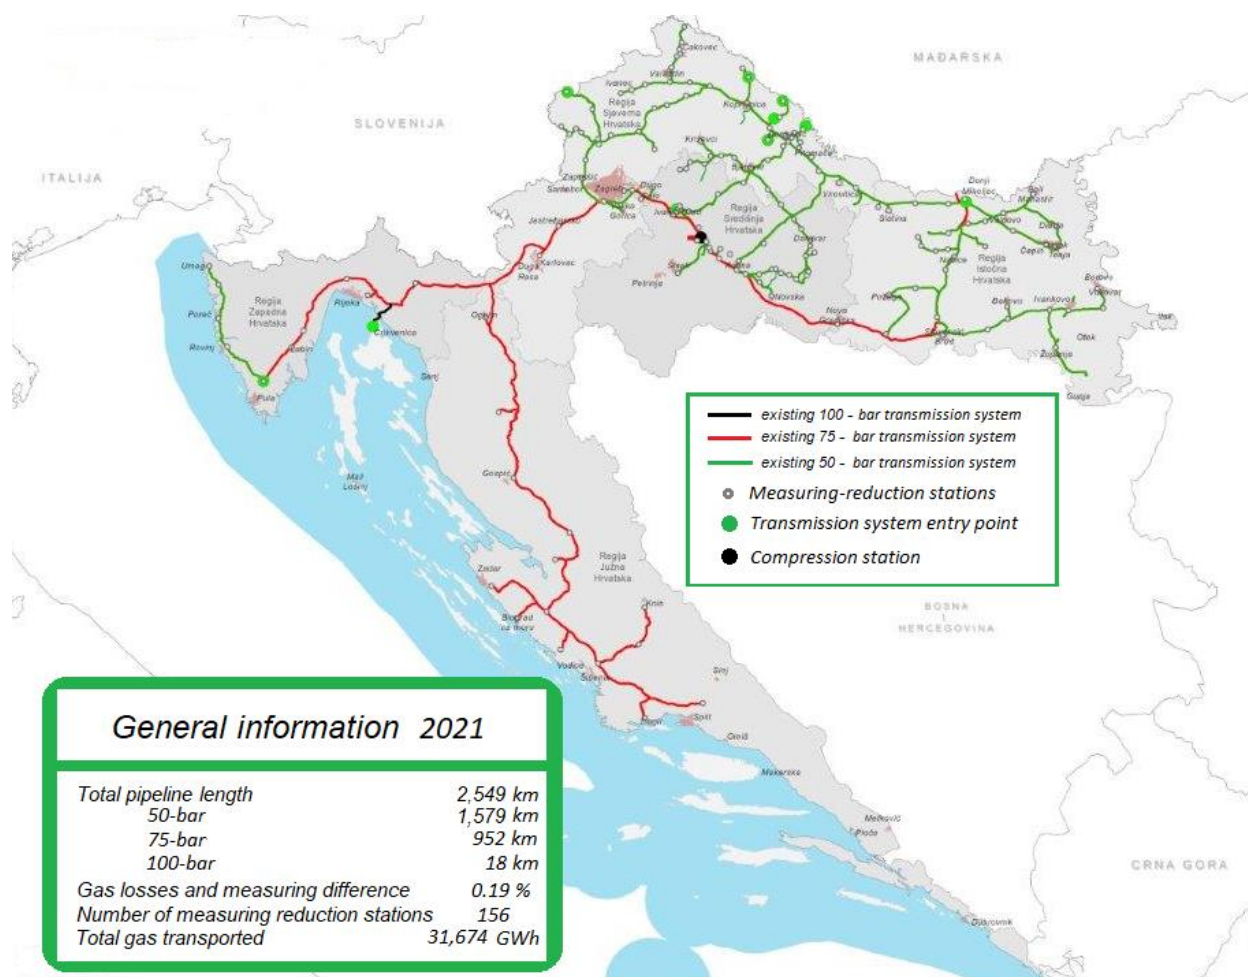 MAĐARSKA
SLOVENIJA
ITALIJA
Čakovec
Varaždin
Ivanec
Regija
Sjeverna
Hrvatska
Koprivnica
Križevci
Zaprešić
Samobor
Zagreb
Dugo
Velika
Gorica
Jastrebarsko
Regija
Središnja
Hrvatska
Daruvar
Virovitica
Slatina
Donji
Miholjac
Beli
Manastir
Valpovo
Čepin
Tenja
Našice
Regija
Istočna
Hrvatska
Borovo
Vukovar
Ilok
Ivankovo
Đakovo
Otok
Županja
Gunja
Slavonski
Brod
Nova
Gradiška
Novska
Kutina
Sisak
Petrinja
Karlovac
Duga
Resa
Ogulin
Umag
Poreč
Rovinj
Regija
Zapadna
Hrvatska
Labin
Pula
Rijeka
Crikvenica
Senj
Mali
Lošinj
Gospić
Regija
Južna
Hrvatska
Zadar
Biograd
na moru
Knin
Vodice
Šibenik
Sinj
Split
Omiš
Makarska
Metković
Ploče
Dubrovnik
BOSNA
I
HERCEGOVINA
CRNA GORA
existing 100 - bar transmission system
existing 75 - bar transmission system
existing 50 - bar transmission system
Measuring-reduction stations
Transmission system entry point
Compression station
General information 2021
Total pipeline length 2,549 km
50-bar 1,579 km
75-bar 952 km
100-bar 18 km
Gas losses and measuring difference 0.19 %
Number of measuring reduction stations 156
Total gas transported 31,674 GWh